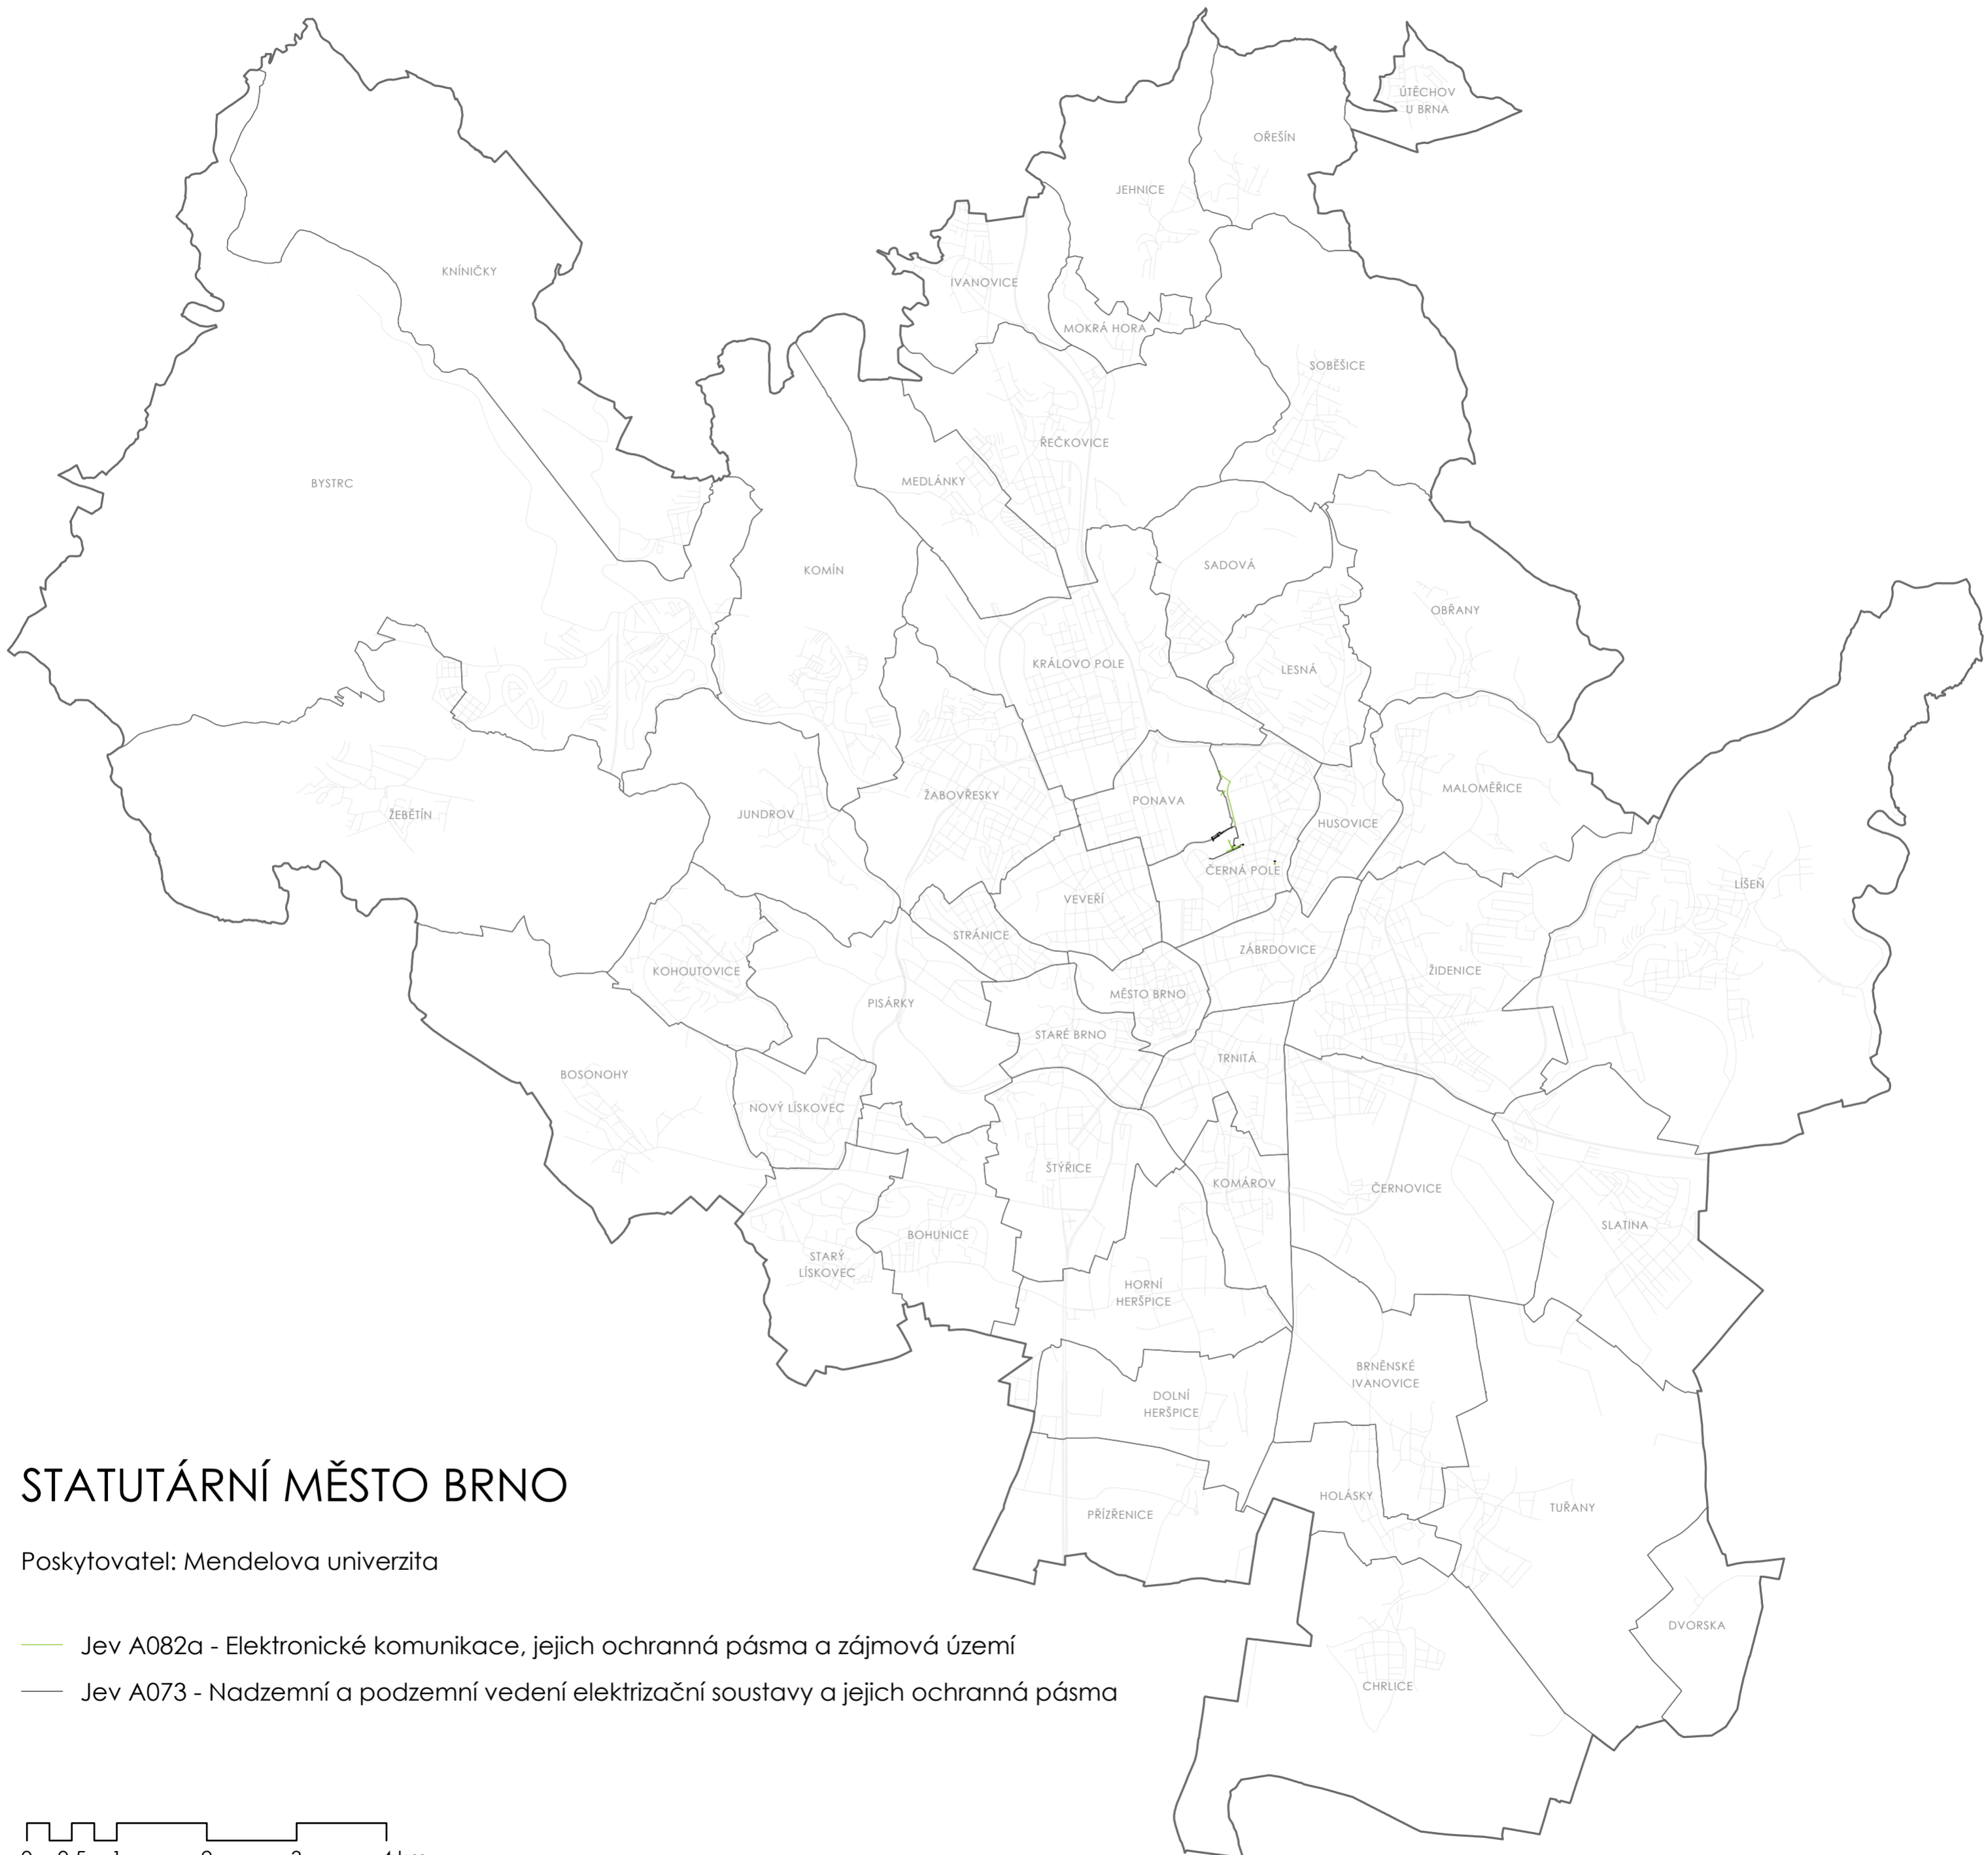 ÚTĚCHOV
U BRNA
OŘEŠÍN
JEHNICE
KNÍNIČKY
IVANOVICE
MOKRÁ HORA
SOBĚŠICE
ŘEČKOVICE
MEDLÁNKY
BYSTRC
SADOVÁ
KOMÍN
OBŘANY
KRÁLOVO POLE
LESNÁ
MALOMĚŘICE
ŽABOVŘESKY
PONAVA
ŽEBĚTÍN
JUNDROV
HUSOVICE
ČERNÁ POLE
LÍŠEŇ
VEVEŘÍ
STRÁNICE
ZÁBRDOVICE
KOHOUTOVICE
ŽIDENICE
MĚSTO BRNO
PISÁRKY
STARÉ BRNO
TRNITÁ
BOSONOHY
NOVÝ LÍSKOVEC
ŠTÝŘICE
KOMÁROV
ČERNOVICE
SLATINA
BOHUNICE
STARÝ
LÍSKOVEC
HORNÍ
HERŠPICE
BRNĚNSKÉ
IVANOVICE
DOLNÍ
HERŠPICE
HOLÁSKY
TUŘANY
PŘÍZŘENICE
DVORSKA
CHRLICE
STATUTÁRNÍ MĚSTO BRNO
Poskytovatel: Mendelova univerzita
Jev A082a - Elektronické komunikace, jejich ochranná pásma a zájmová území
Jev A073 - Nadzemní a podzemní vedení elektrizační soustavy a jejich ochranná pásma